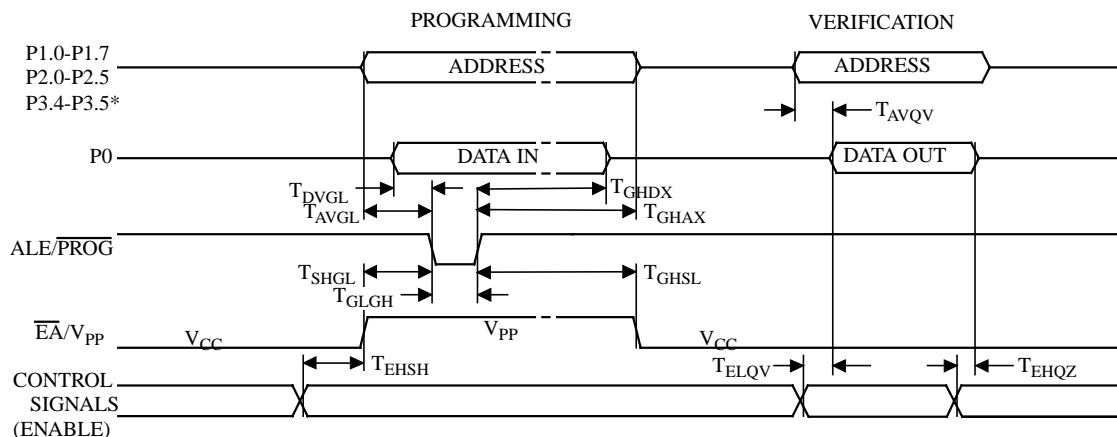 PROGRAMMING
VERIFICATION
P1.0-P1.7
P2.0-P2.5
P3.4-P3.5*
ADDRESS
ADDRESS
TAVQV
P0
DATA IN
DATA OUT
TDVGL
TGHDX
TAVGL
TGHAX
ALE/PROG
TSHGL
TGHSL
TGLGH
EA/VPP
VCC
VPP
VCC
TEHSH
TELQV
TEHQZ
CONTROL
SIGNALS
(ENABLE)